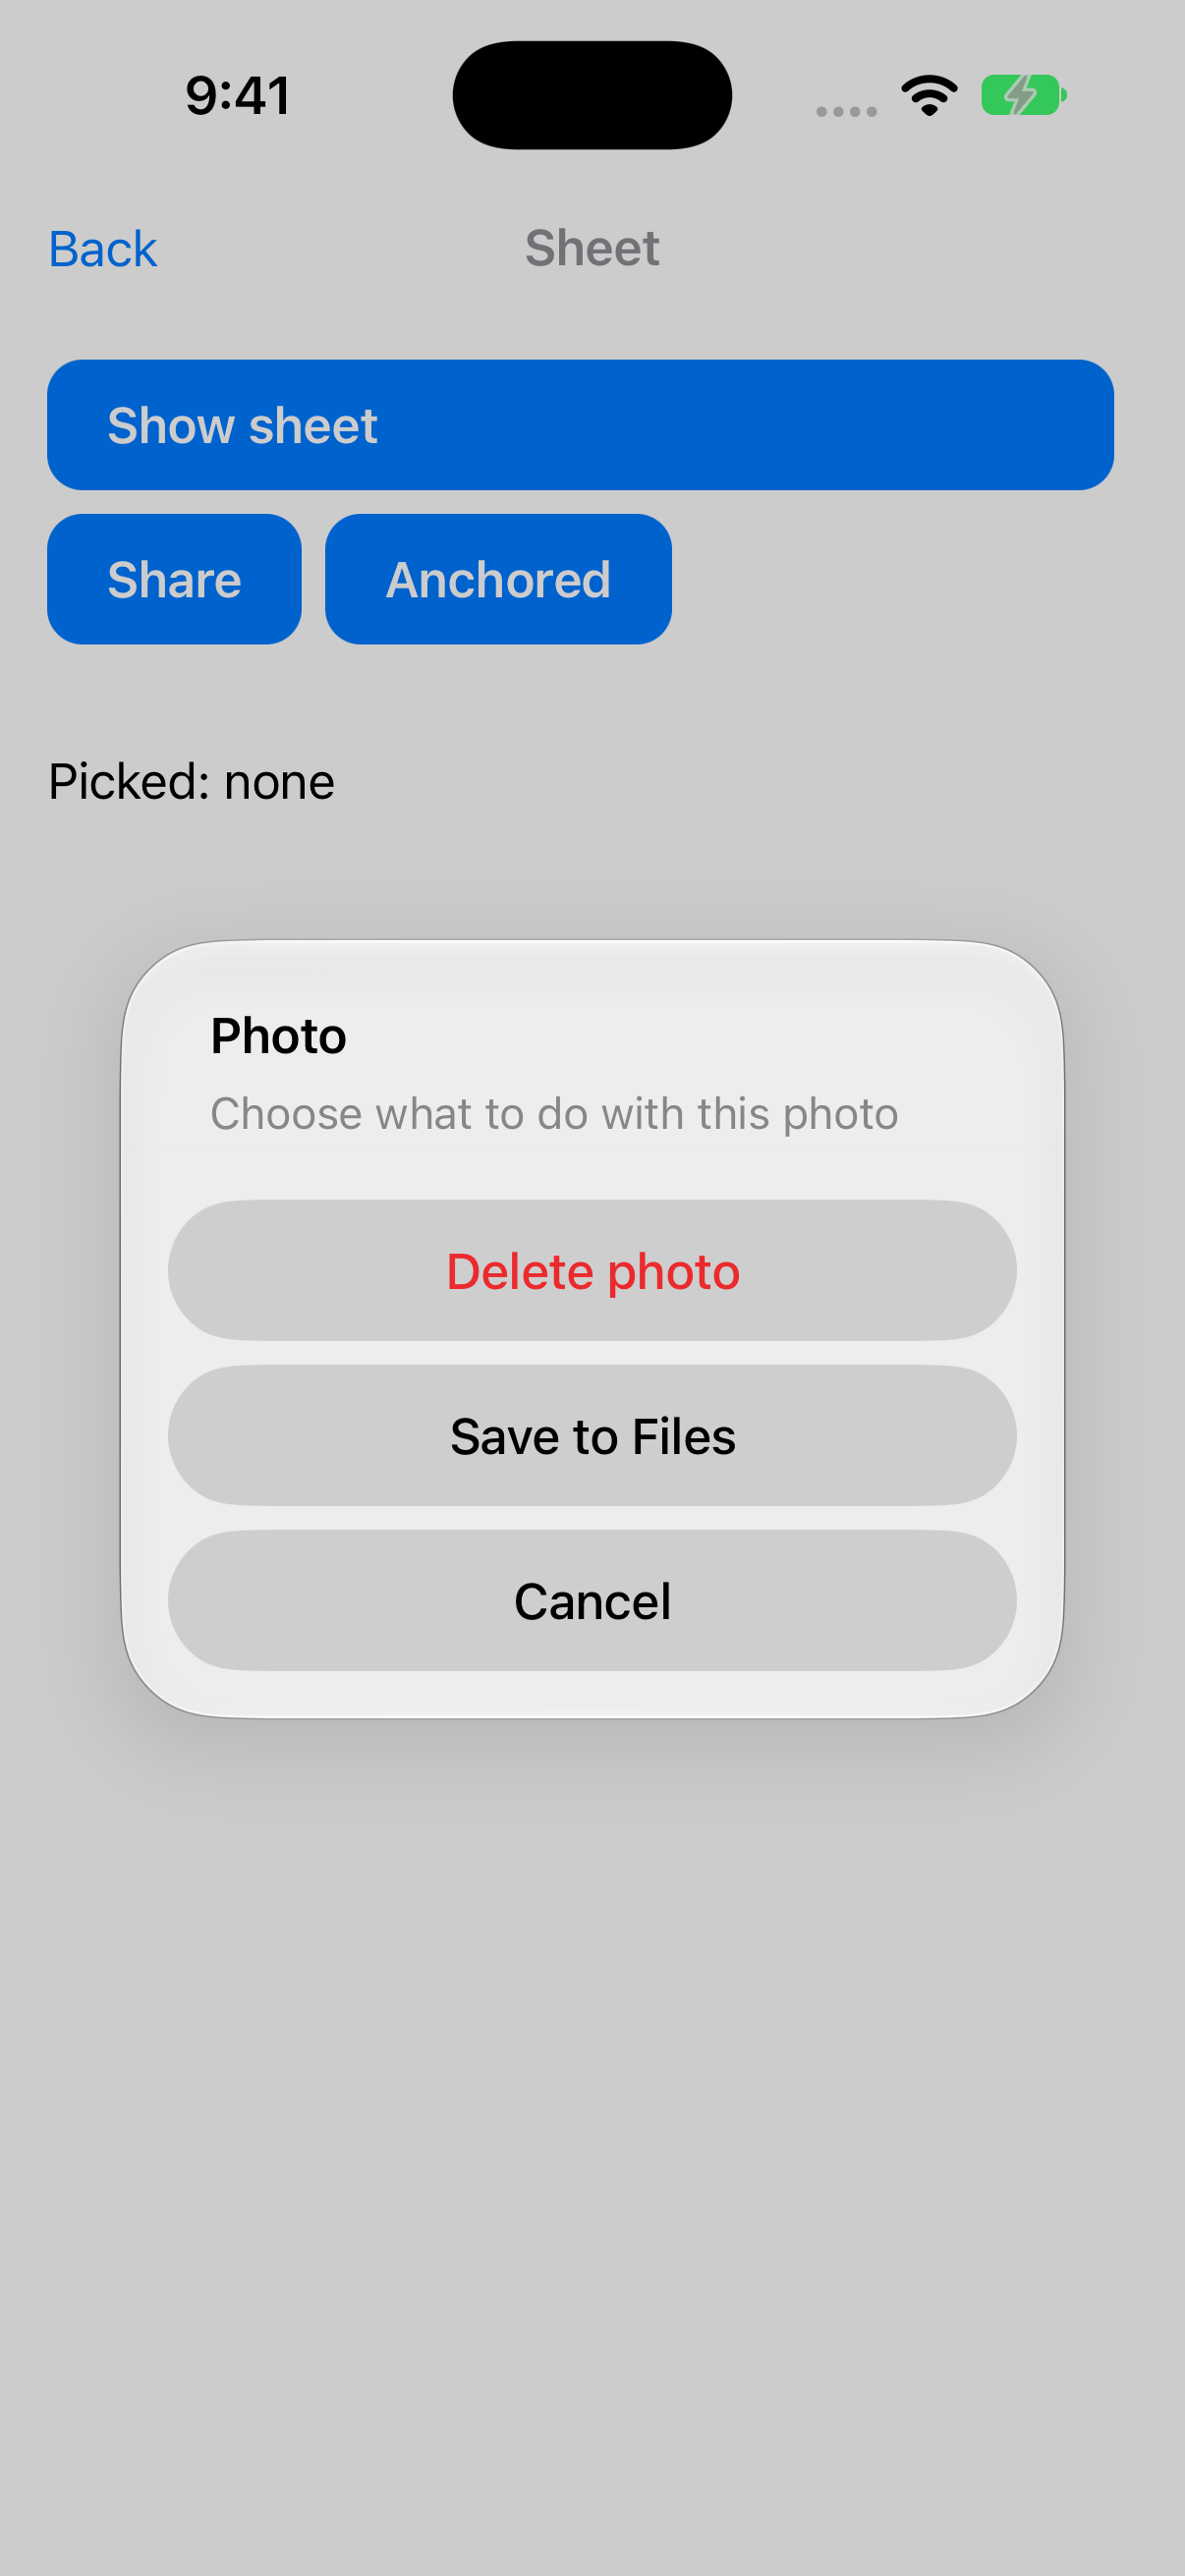 9:41
Back
Sheet
Show sheet
Share
Anchored
Picked: none
Photo
Choose what to do with this photo
Delete photo
Save to Files
Cancel